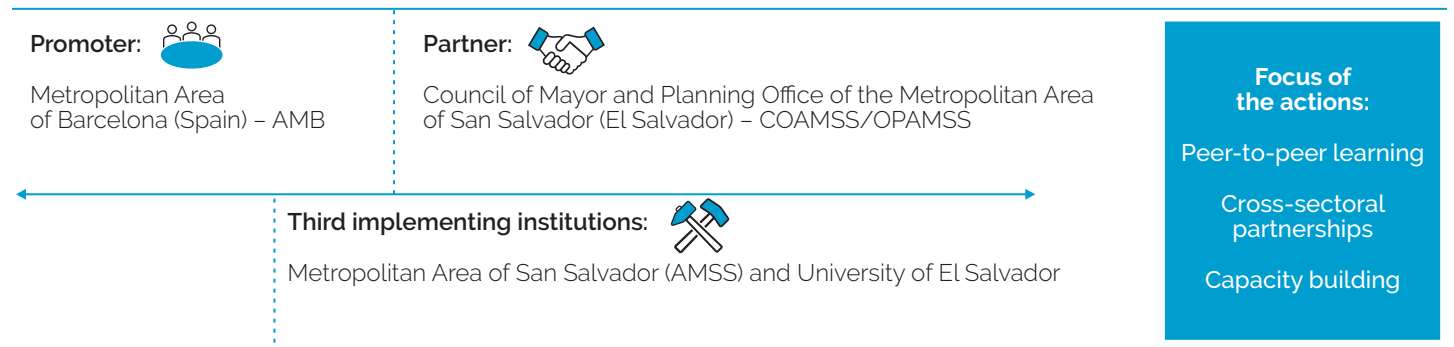 Promoter:
Metropolitan Area
of Barcelona (Spain) – AMB
Partner:
Council of Mayor and Planning Office of the Metropolitan Area
of San Salvador (El Salvador) – COAMSS/OPAMSS
Third implementing institutions:
Metropolitan Area of San Salvador (AMSS) and University of El Salvador
Focus of
the actions:
Peer-to-peer learning
Cross-sectoral
partnerships
Capacity building